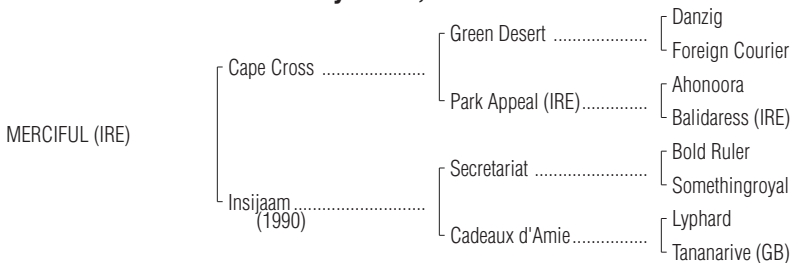 Danzig
Green Desert ....................
Foreign Courier
Cape Cross ......................
Ahonoora
Park Appeal (IRE)..............
Balidaress (IRE)
MERCIFUL (IRE)
Bold Ruler
Secretariat ........................
Somethingroyal
Insijaam ............................
(1990)
Lyphard
Cadeaux d'Amie................
Tananarive (GB)